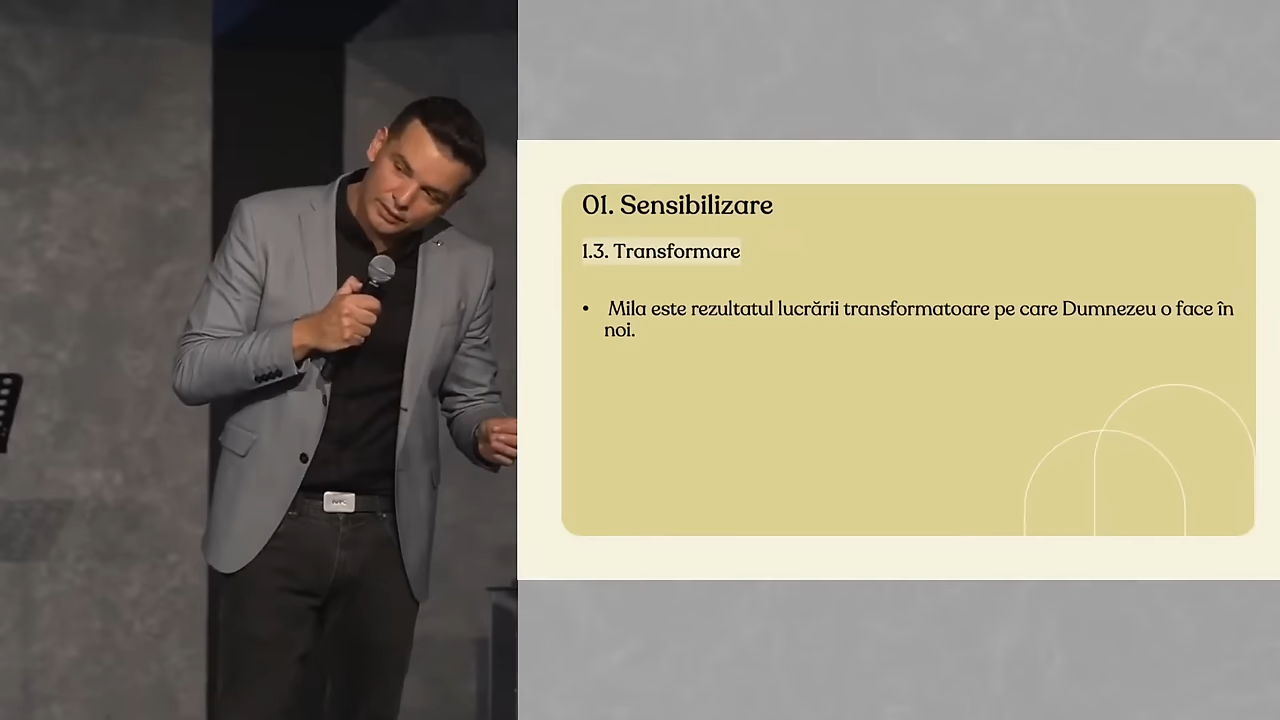 01. Sensibilizare
1.3. Transformare
• Mila este rezultatul lucrării transformatoare pe care Dumnezeu o face în
noi.